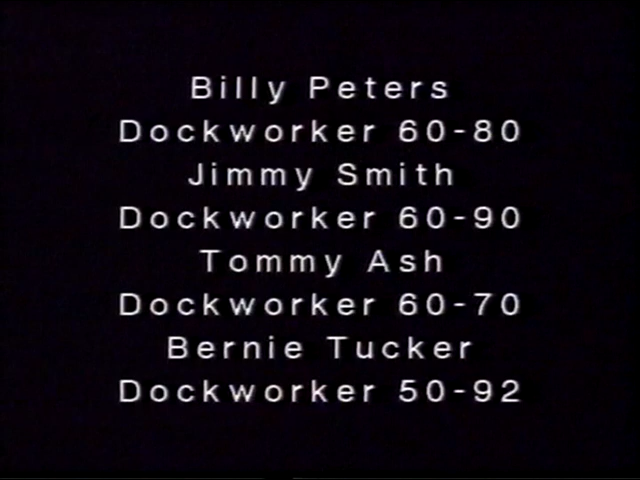 Billy Peters
Dockworker 60-80
Jimmy Smith
Dockworker 60-90
Tommy Ash
Dockworker 60-70
Bernie Tucker
Dockworker 50-92